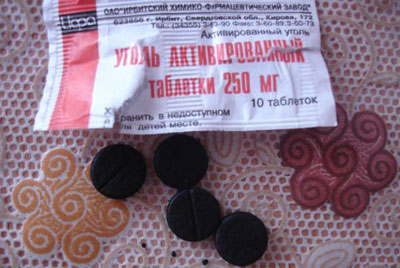 ОАО"ИРБИТСКИЙ ХИМИКО-ФАРМАЦЕВТИЧЕСКИЙ ЗАВОД"
623856 г. Ирбит, Свердловской обл., Кирова, 172
Активированный уголь
УГОЛЬ АКТИВИРОВАННЫЙ
таблетки 250 мг
10 таблеток
Хранить в недоступном
для детей месте.